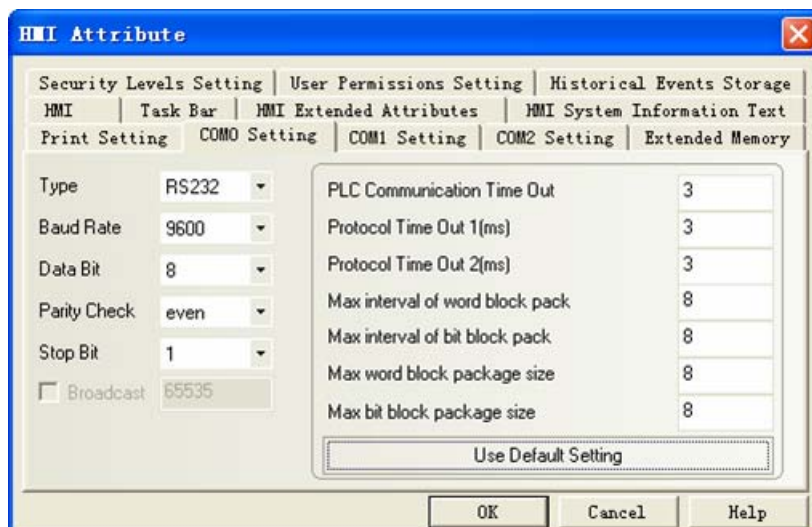 HMI Attribute
Security Levels Setting User Permissions Setting Historical Events Storage
HMI Task Bar HMI Extended Attributes HMI System Information Text
Print Setting COM0 Setting COM1 Setting COM2 Setting Extended Memory
Type RS232
Baud Rate 9600
Data Bit 8
Parity Check even
Stop Bit 1
Broadcast 65535
PLC Communication Time Out 3
Protocol Time Out 1(ms) 3
Protocol Time Out 2(ms) 3
Max interval of word block pack 8
Max interval of bit block pack 8
Max word block package size 8
Max bit block package size 8
Use Default Setting
OK Cancel Help